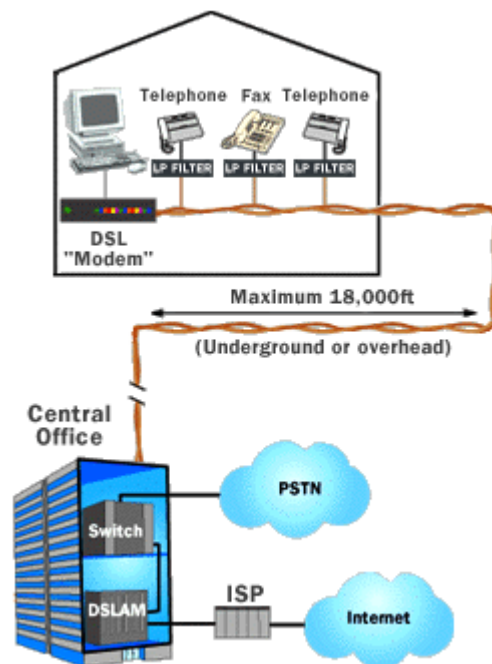 Telephone Fax Telephone
LP FILTER LP FILTER LP FILTER
DSL
"Modem"
Maximum 18,000ft
(Underground or overhead)
Central
Office
PSTN
Switch
ISP
DSLAM
Internet